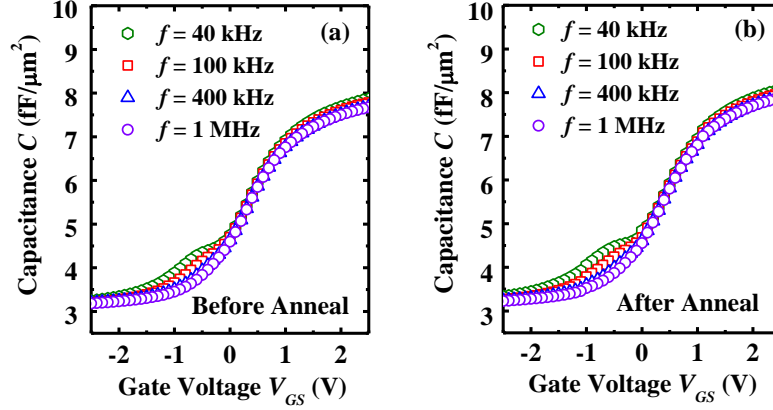 10
9
8
7
6
5
4
3
Capacitance C (fF/μm²)
f = 40 kHz
f = 100 kHz
f = 400 kHz
f = 1 MHz
(a)
Before Anneal
-2 -1 0 1 2
Gate Voltage V_GS (V)
10
9
8
7
6
5
4
3
Capacitance C (fF/μm²)
f = 40 kHz
f = 100 kHz
f = 400 kHz
f = 1 MHz
(b)
After Anneal
-2 -1 0 1 2
Gate Voltage V_GS (V)